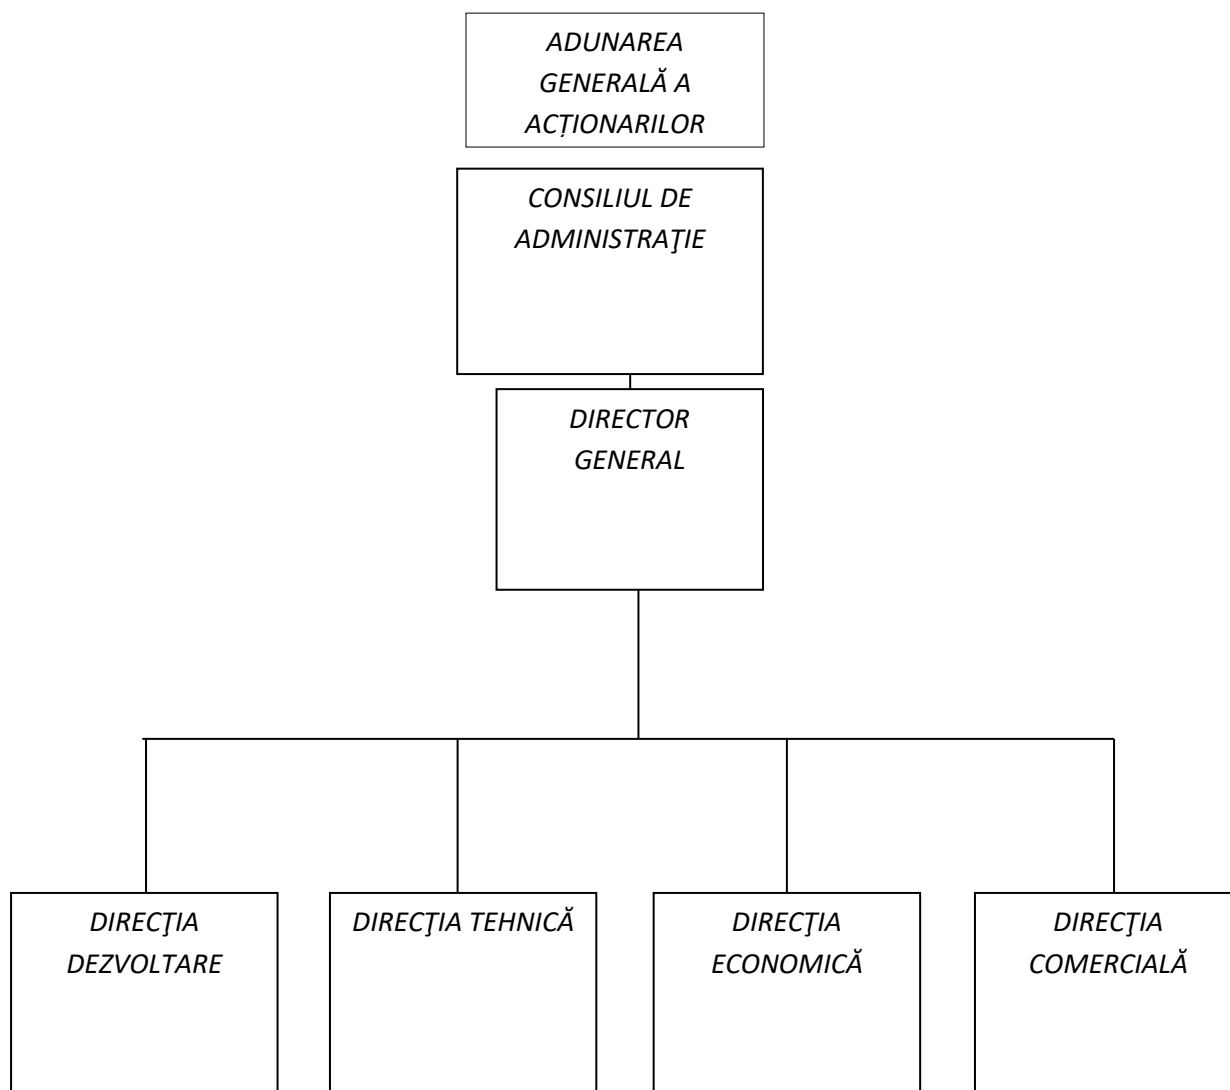 ADUNAREA
GENERALĂ A
ACȚIONARILOR
CONSILIUL DE
ADMINISTRAŢIE
DIRECTOR
GENERAL
DIRECŢIA
DEZVOLTARE
DIRECŢIA TEHNICĂ
DIRECŢIA
ECONOMICĂ
DIRECŢIA
COMERCIALĂ